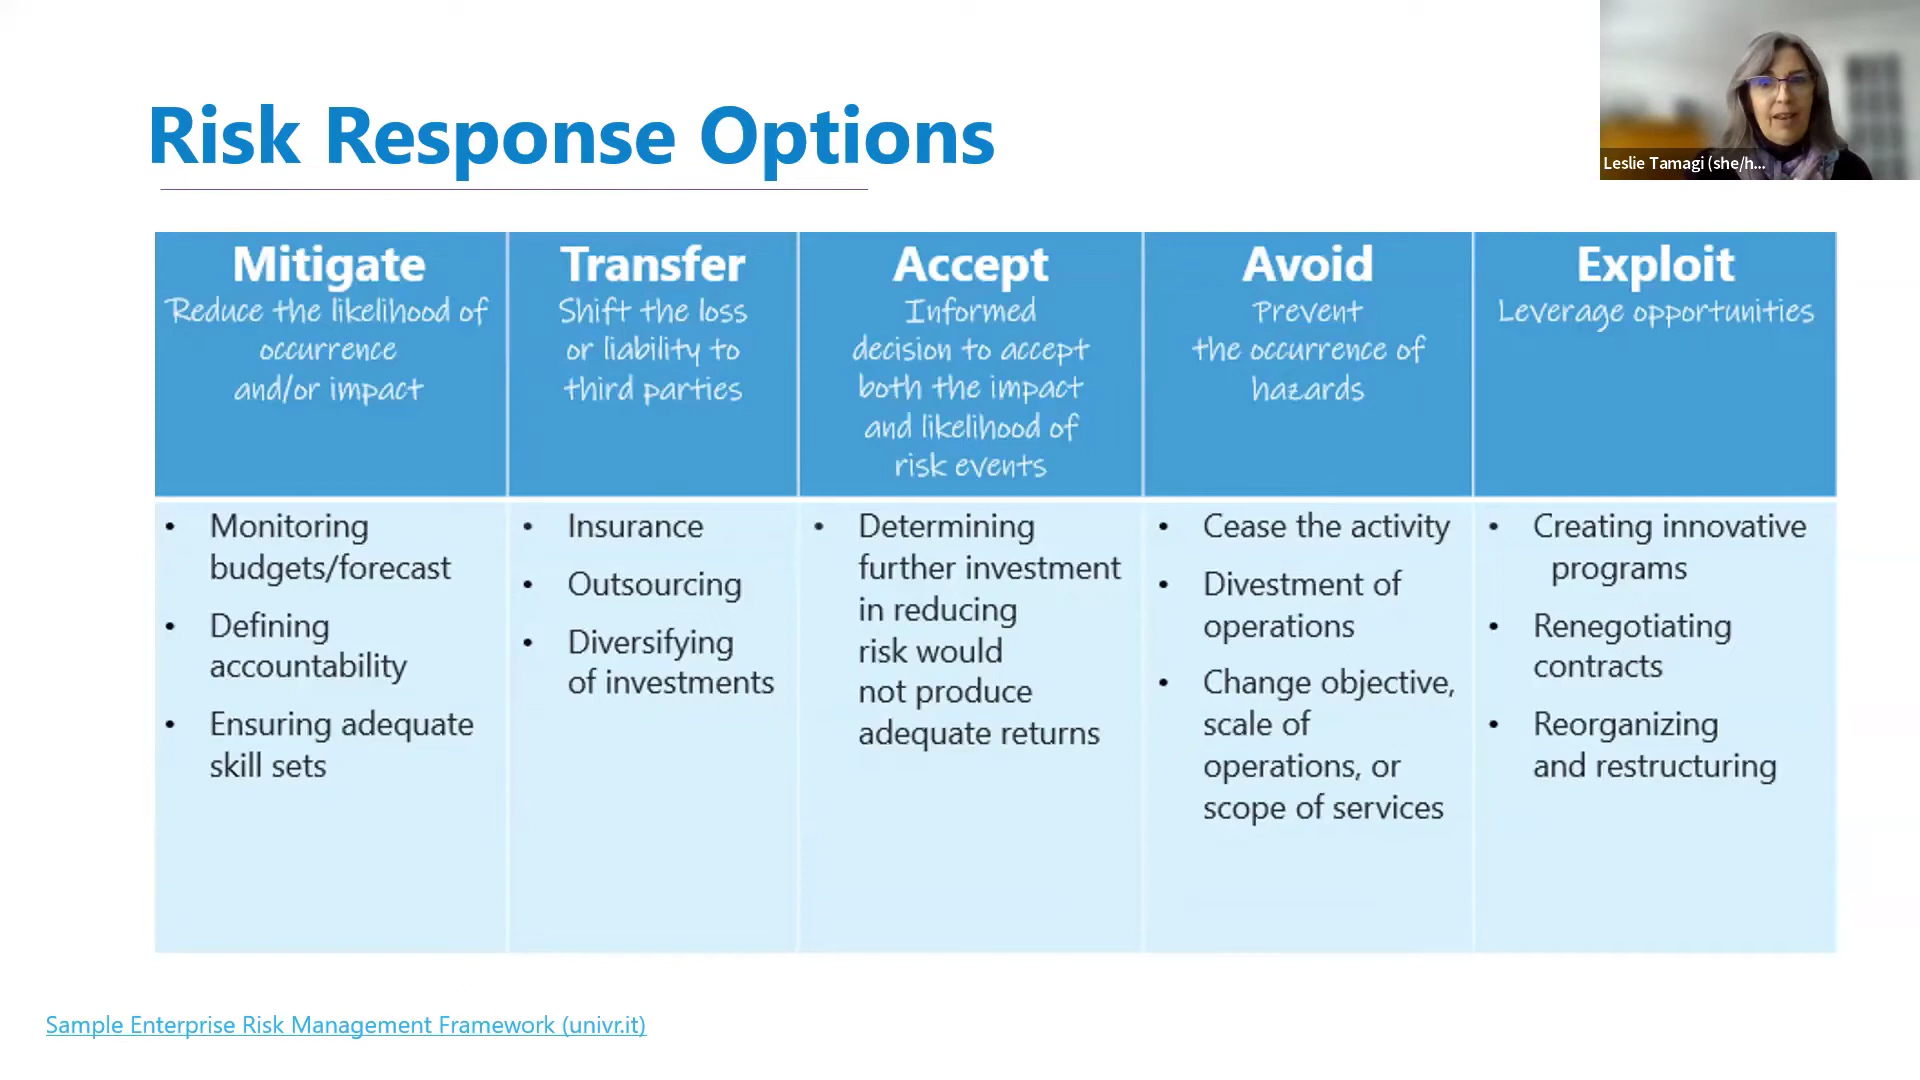 Risk Response Options
Leslie Tamagi (she/h...
Mitigate
Reduce the likelihood of
occurrence
and/or impact
Transfer
Shift the loss
or liability to
third parties
Accept
Informed
decision to accept
both the impact
and likelihood of
risk events
Avoid
Prevent
the occurrence of
hazards
Exploit
Leverage opportunities
• Monitoring
budgets/forecast
• Defining
accountability
• Ensuring adequate
skill sets
• Insurance
• Outsourcing
• Diversifying
of investments
• Determining
further investment
in reducing
risk would
not produce
adequate returns
• Cease the activity
• Divestment of
operations
• Change objective,
scale of
operations, or
scope of services
• Creating innovative
programs
• Renegotiating
contracts
• Reorganizing
and restructuring
Sample Enterprise Risk Management Framework (univr.it)